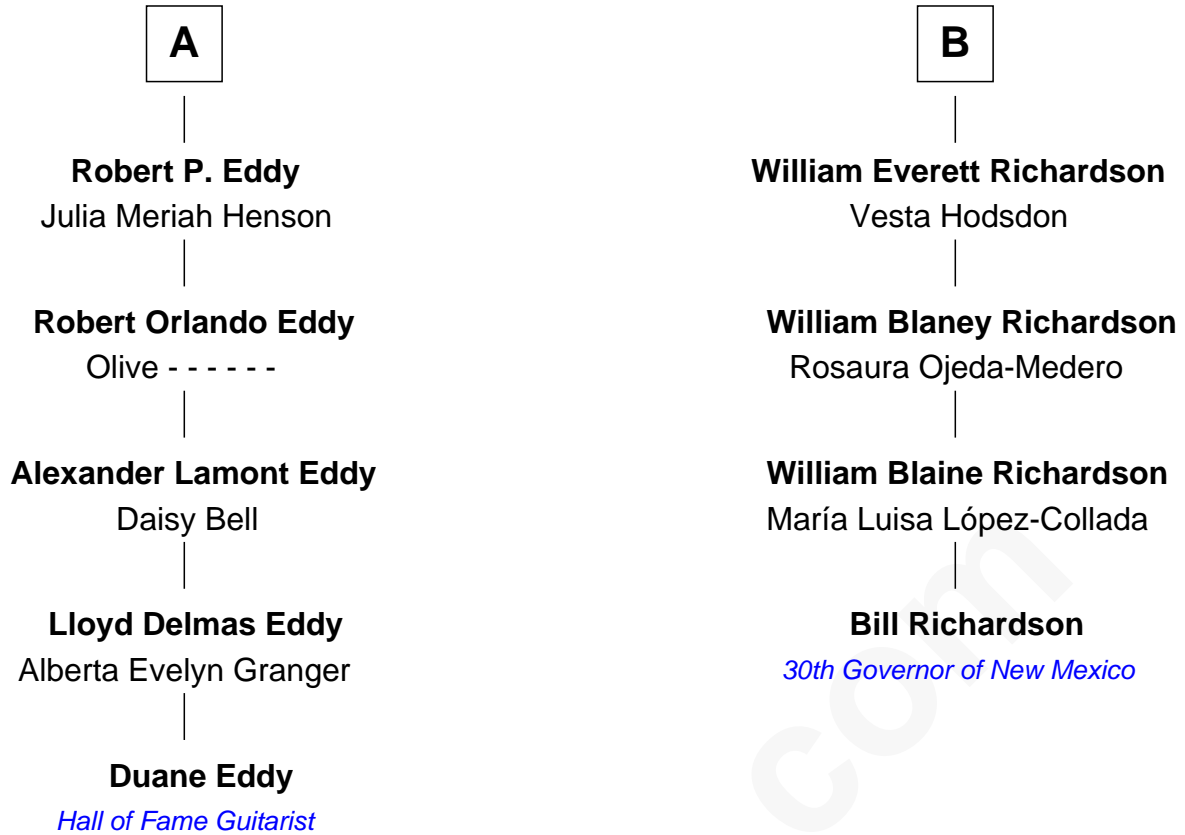 A
Robert P. Eddy
Julia Meriah Henson
Robert Orlando Eddy
Olive - - - - - -
Alexander Lamont Eddy
Daisy Bell
Lloyd Delmas Eddy
Alberta Evelyn Granger
Duane Eddy
Hall of Fame Guitarist
B
William Everett Richardson
Vesta Hodsdon
William Blaney Richardson
Rosaura Ojeda-Medero
William Blaine Richardson
María Luisa López-Collada
Bill Richardson
30th Governor of New Mexico
com